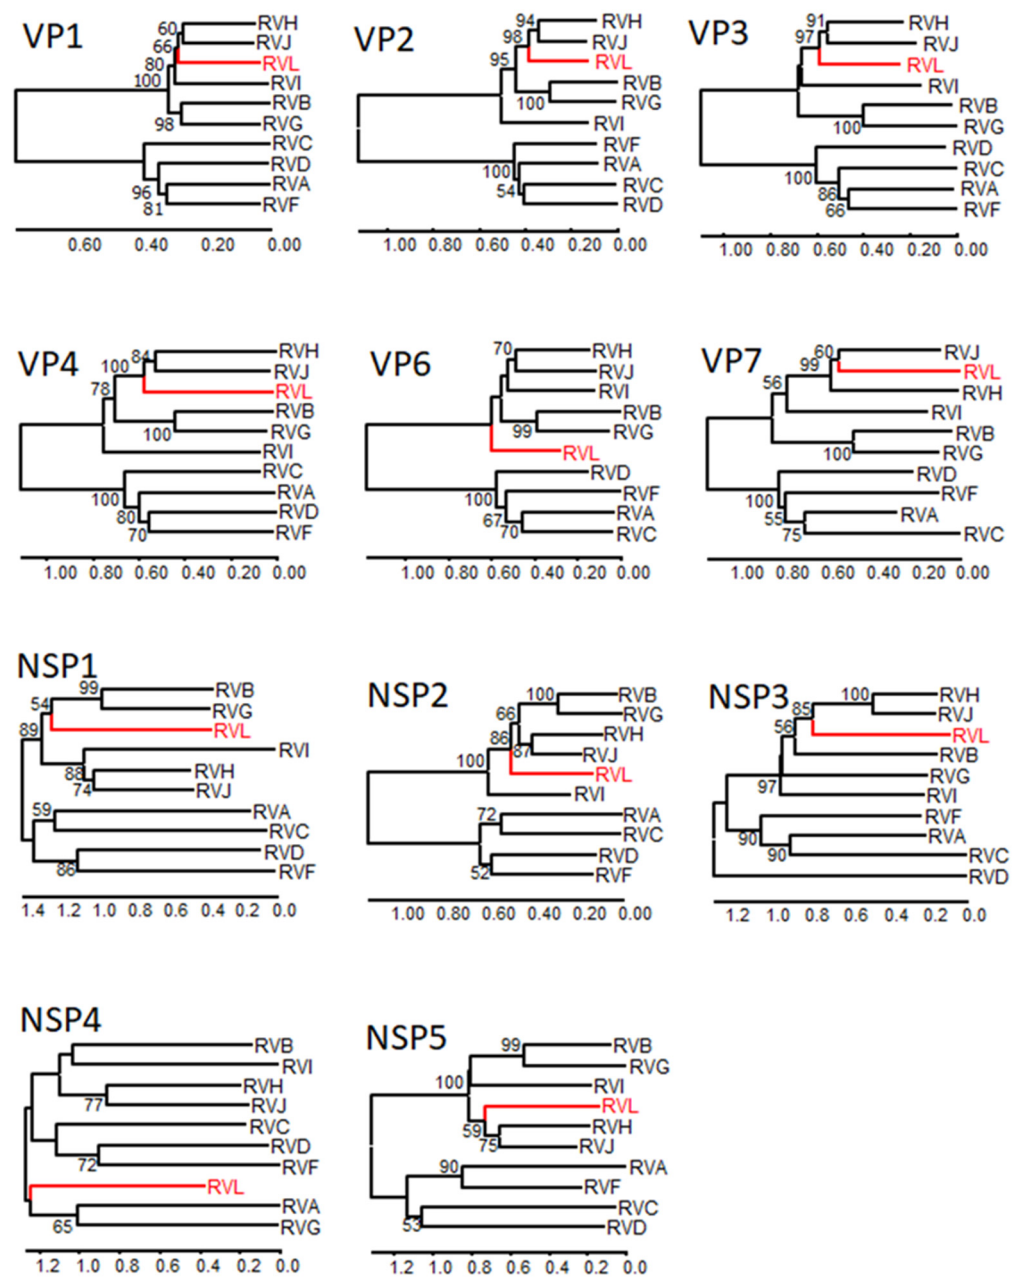 VP1
60
66
80
100
98
96
81
RVH
RVJ
RVL
RVI
RVB
RVG
RVC
RVD
RVA
RVF
0.60 0.40 0.20 0.00
VP2
94
98
95
100
100
54
RVH
RVJ
RVL
RVB
RVG
RVI
RVF
RVA
RVC
RVD
1.00 0.80 0.60 0.40 0.20 0.00
VP3
91
97
100
100
86
66
RVH
RVJ
RVL
RVI
RVB
RVG
RVD
RVC
RVA
RVF
1.00 0.80 0.60 0.40 0.20 0.00
VP4
84
100
78
100
100
80
70
RVH
RVJ
RVL
RVB
RVG
RVI
RVC
RVA
RVD
RVF
1.00 0.80 0.60 0.40 0.20 0.00
VP6
70
99
100
67
70
RVH
RVJ
RVI
RVB
RVG
RVL
RVD
RVF
RVA
RVC
1.00 0.80 0.60 0.40 0.20 0.00
VP7
60
99
56
100
100
55
75
RVJ
RVL
RVH
RVI
RVB
RVG
RVD
RVF
RVA
RVC
1.00 0.80 0.60 0.40 0.20 0.00
NSP1
99
54
89
88
74
59
86
RVB
RVG
RVL
RVI
RVH
RVJ
RVA
RVC
RVD
RVF
1.4 1.2 1.0 0.8 0.6 0.4 0.2 0.0
NSP2
100
66
86
87
100
72
52
RVB
RVG
RVH
RVJ
RVL
RVI
RVA
RVC
RVD
RVF
1.00 0.80 0.60 0.40 0.20 0.00
NSP3
100
85
56
97
90
90
RVH
RVJ
RVL
RVB
RVG
RVI
RVF
RVA
RVC
RVD
1.2 1.0 0.8 0.6 0.4 0.2 0.0
NSP4
77
72
65
RVB
RVI
RVH
RVJ
RVC
RVD
RVF
RVL
RVA
RVG
1.2 1.0 0.8 0.6 0.4 0.2 0.0
NSP5
99
100
59
75
90
53
RVB
RVG
RVI
RVL
RVH
RVJ
RVA
RVF
RVC
RVD
1.2 1.0 0.8 0.6 0.4 0.2 0.0